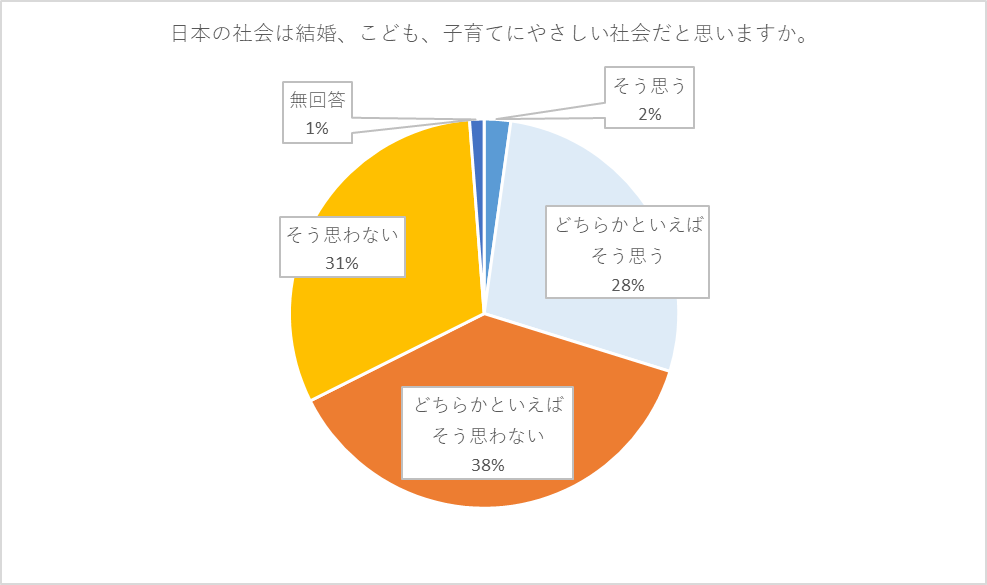 日本の社会は結婚、こども、子育てにやさしい社会だと思いますか。
無回答
1%
そう思う
2%
どちらかといえば
そう思う
28%
そう思わない
31%
どちらかといえば
そう思わない
38%